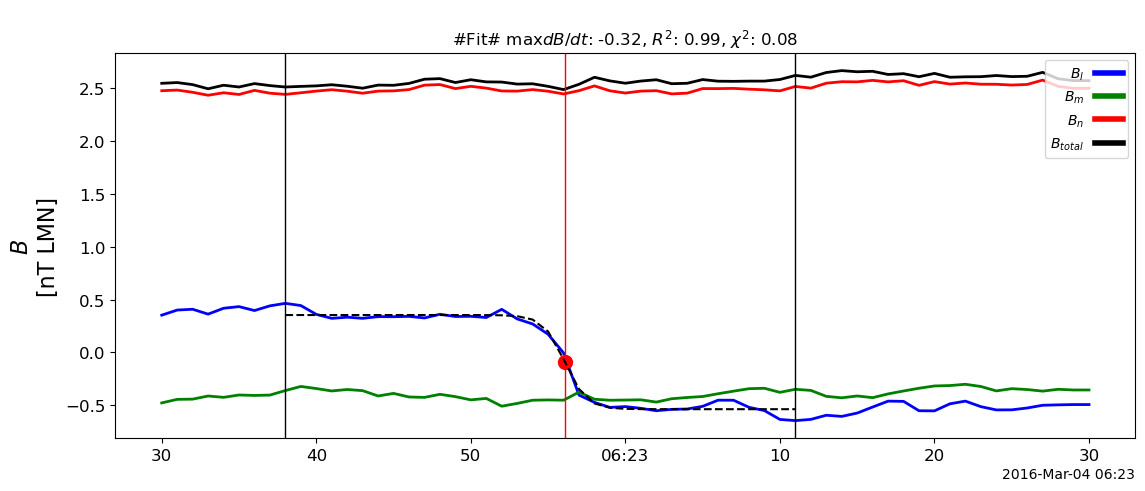 #Fit# maxdB/dt: -0.32, R²: 0.99, χ²: 0.08
B
[nT LMN]
2.5
2.0
1.5
1.0
0.5
0.0
−0.5
B_l
B_m
B_n
B_total
30 40 50 06:23 10 20 30
2016-Mar-04 06:23